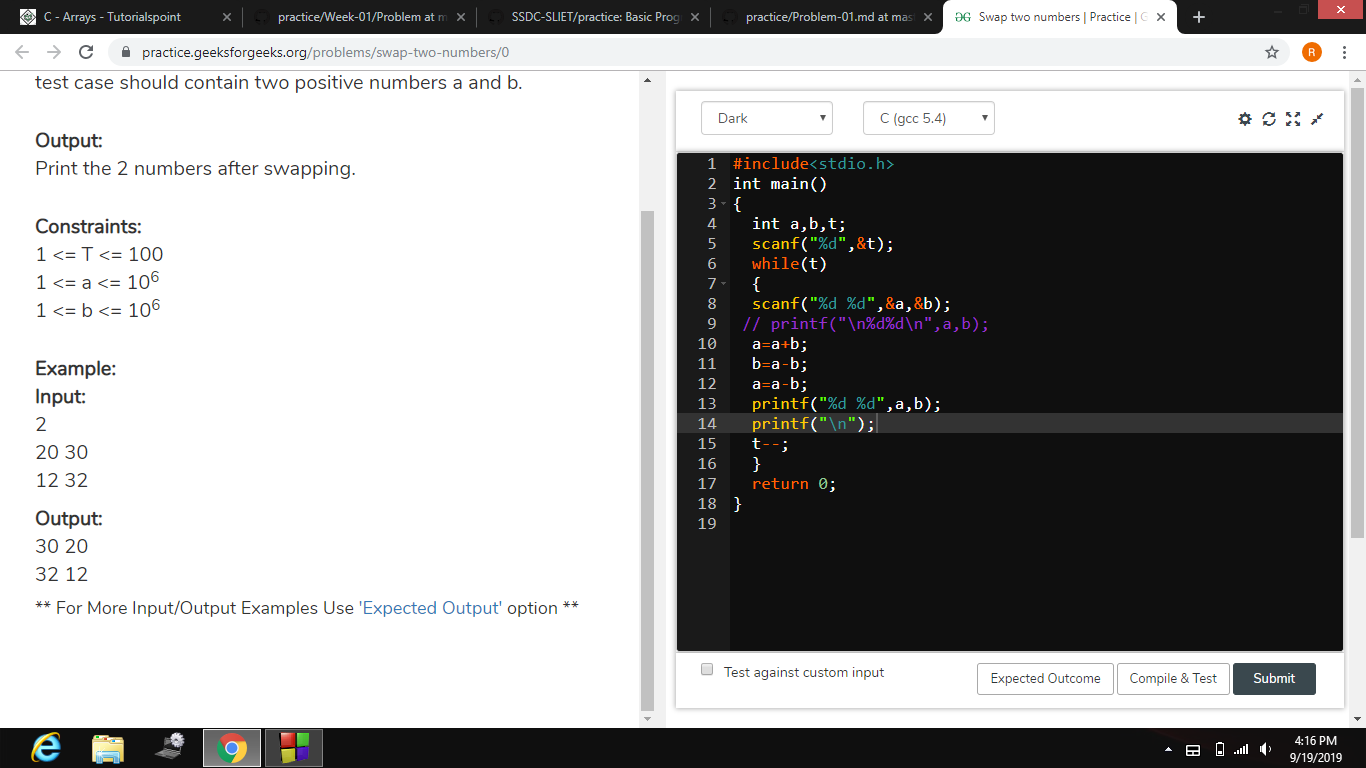 C - Arrays - Tutorialspoint
practice/Week-01/Problem at m
SSDC-SLIET/practice: Basic Prog
practice/Problem-01.md at mas
Swap two numbers | Practice | G
practice.geeksforgeeks.org/problems/swap-two-numbers/0
R
test case should contain two positive numbers a and b.
Output:
Print the 2 numbers after swapping.
Constraints:
1 <= T <= 100
1 <= a <= 10⁶
1 <= b <= 10⁶
Example:
Input:
2
20 30
12 32
Output:
30 20
32 12
** For More Input/Output Examples Use 'Expected Output' option **
Dark
C (gcc 5.4)
1 #include<stdio.h>
2 int main()
3 {
4 int a,b,t;
5 scanf("%d",&t);
6 while(t)
7 {
8 scanf("%d %d",&a,&b);
9 // printf("\n%d%d\n",a,b);
10 a=a+b;
11 b=a-b;
12 a=a-b;
13 printf("%d %d",a,b);
14 printf("\n");
15 t--;
16 }
17 return 0;
18 }
19
Test against custom input
Expected Outcome
Compile & Test
Submit
4:16 PM
9/19/2019